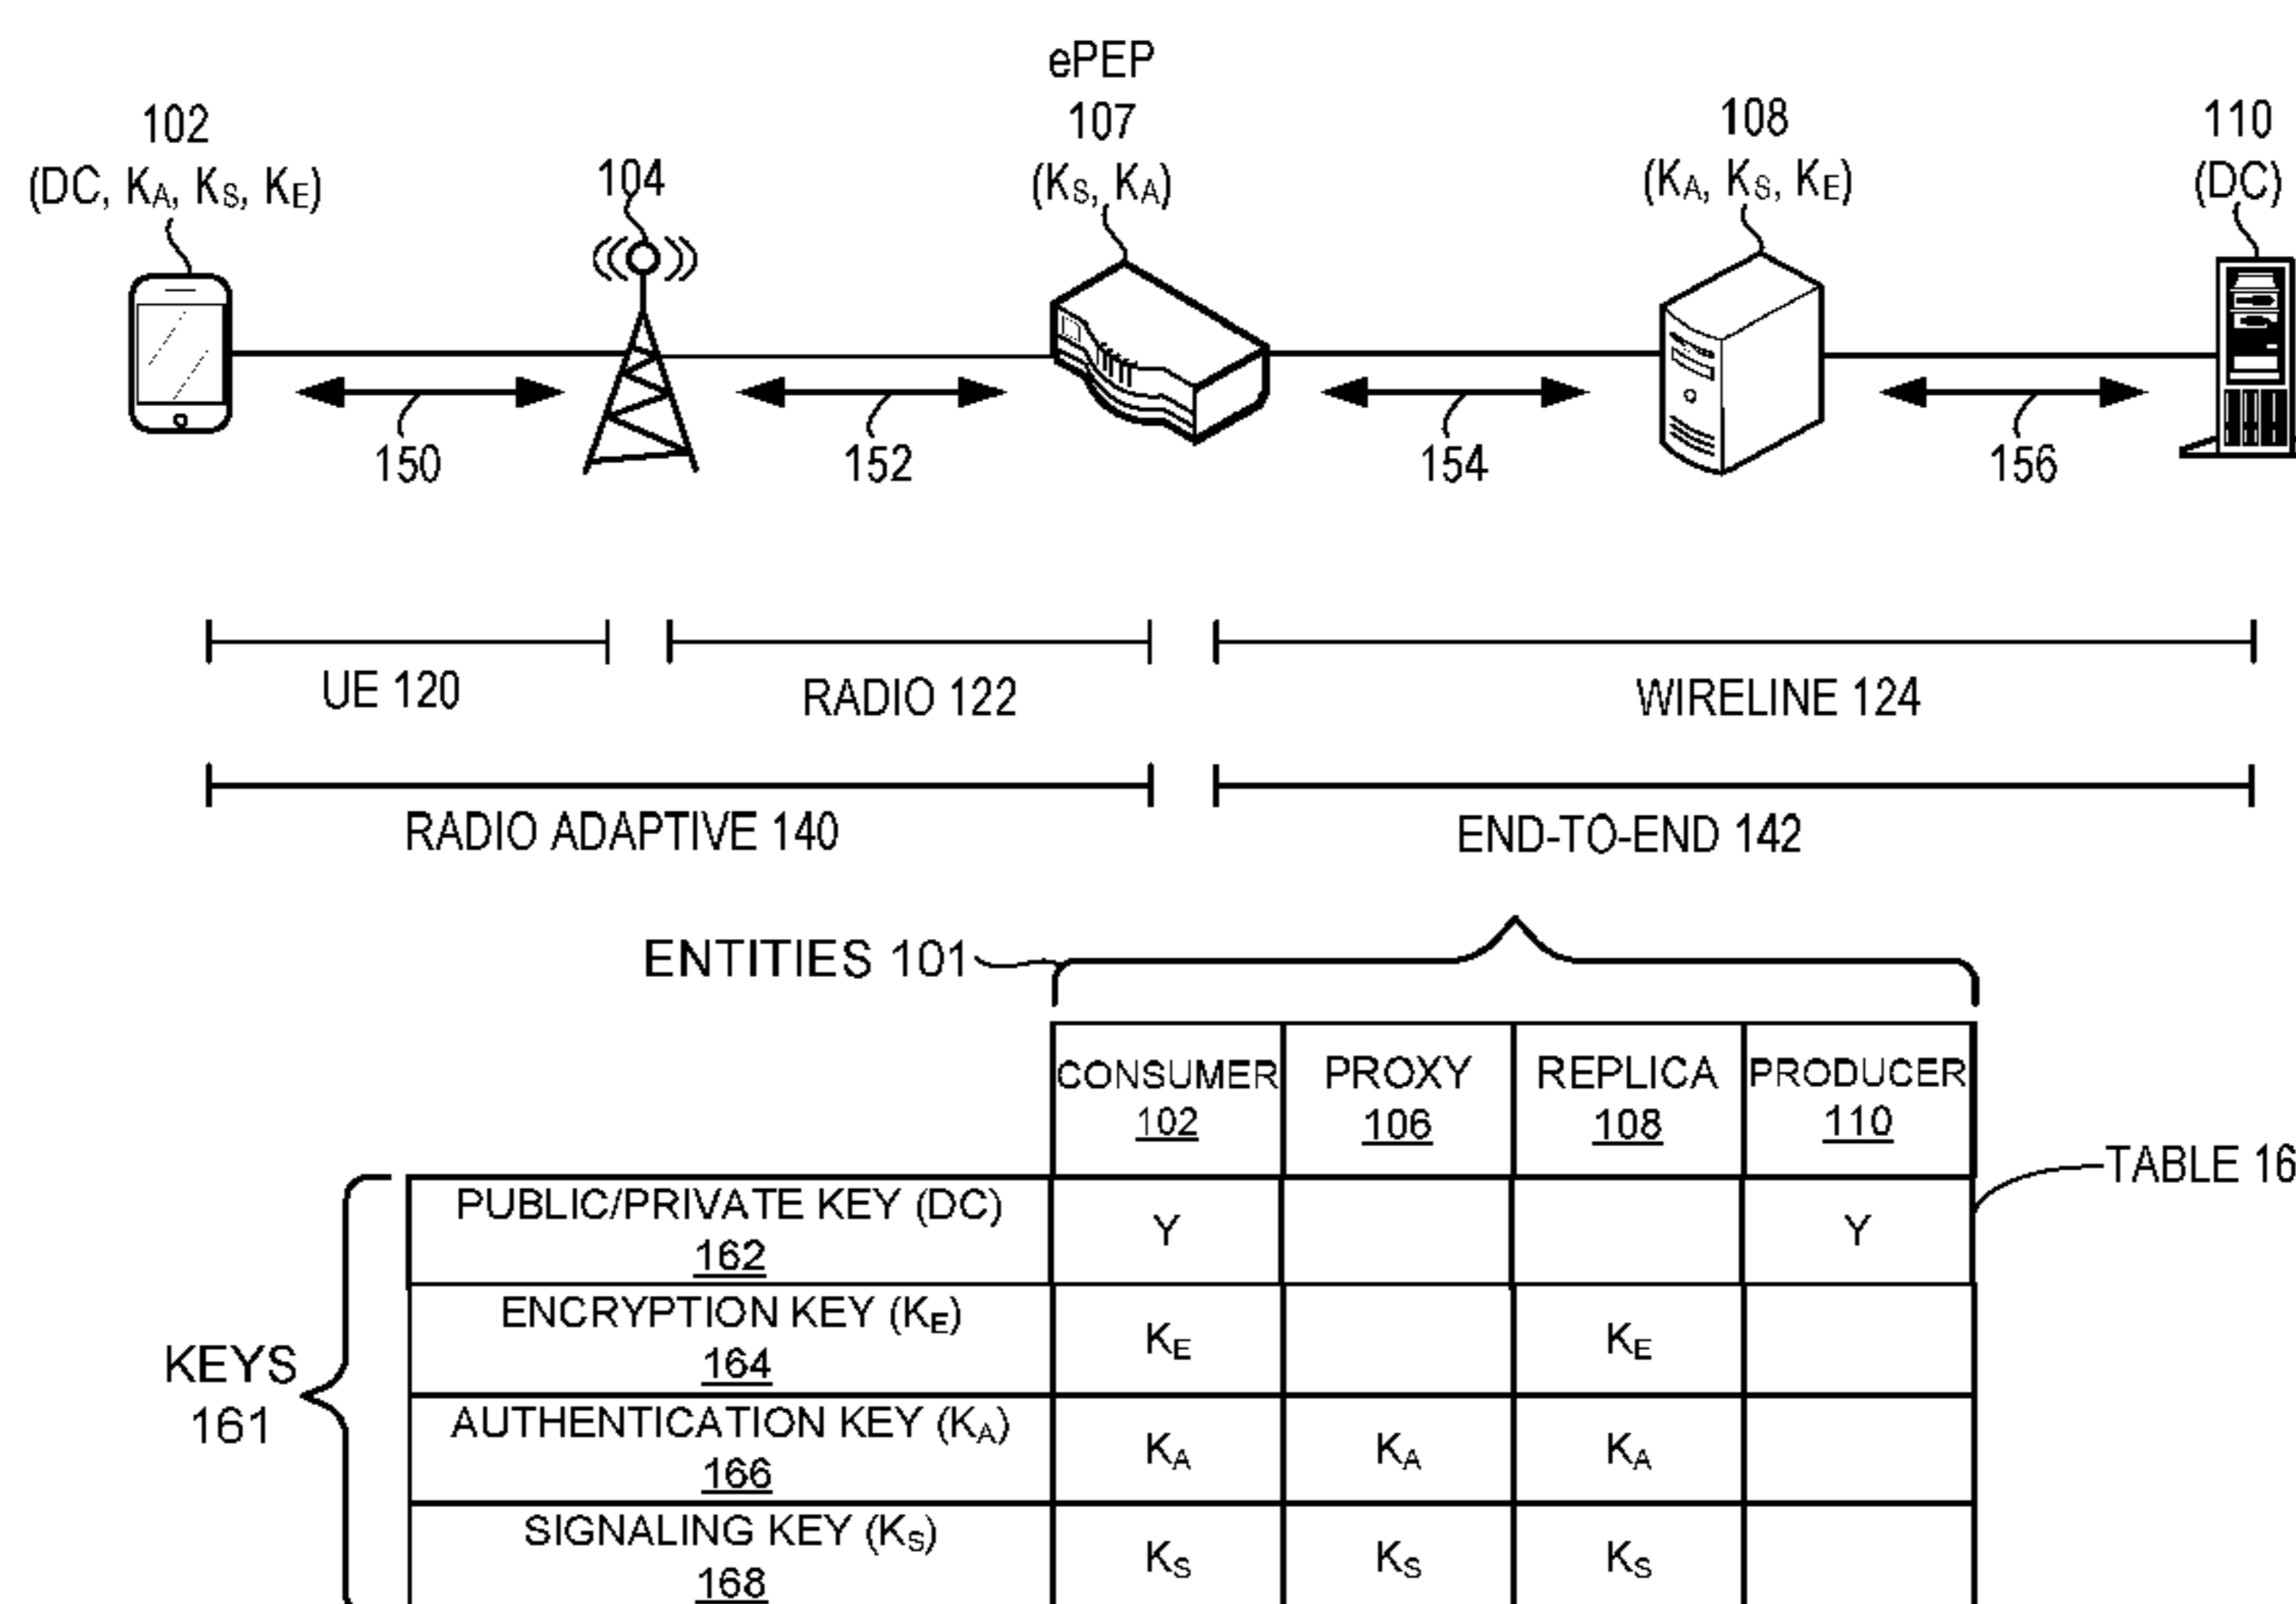 ePEP
107
(KS, KA)
102
(DC, KA, KS, KE)
104
108
(KA, KS, KE)
110
(DC)
150
152
154
156
UE 120
RADIO 122
WIRELINE 124
RADIO ADAPTIVE 140
END-TO-END 142
ENTITIES 101
CONSUMER PROXY REPLICA PRODUCER
102 106 108 110
TABLE 16
PUBLIC/PRIVATE KEY (DC)
162
Y Y
ENCRYPTION KEY (KE)
164
KE KE
KEYS
161
AUTHENTICATION KEY (KA)
166
KA KA KA
SIGNALING KEY (KS)
168
KS KS KS